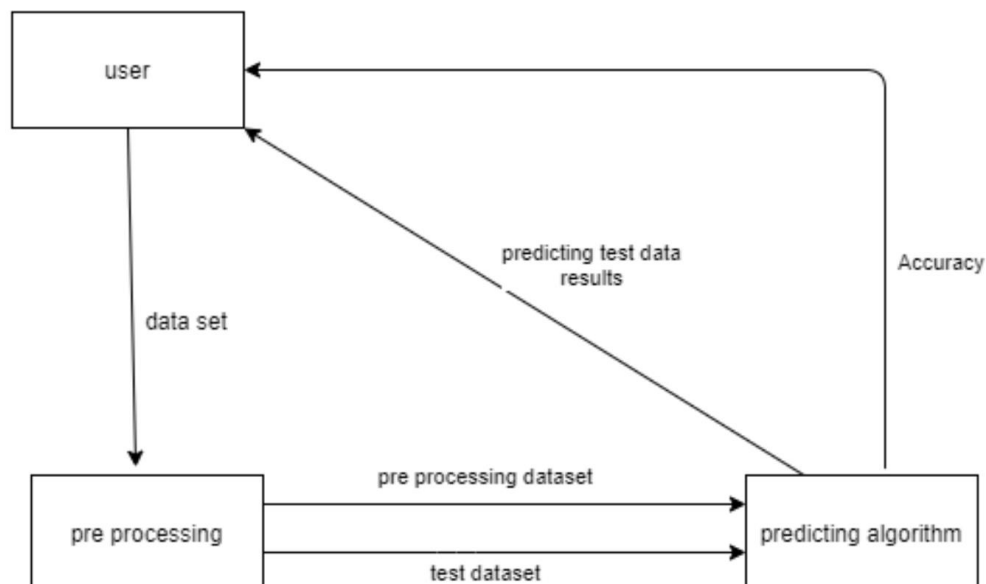 user
predicting test data
results
Accuracy
data set
pre processing dataset
pre processing
predicting algorithm
test dataset